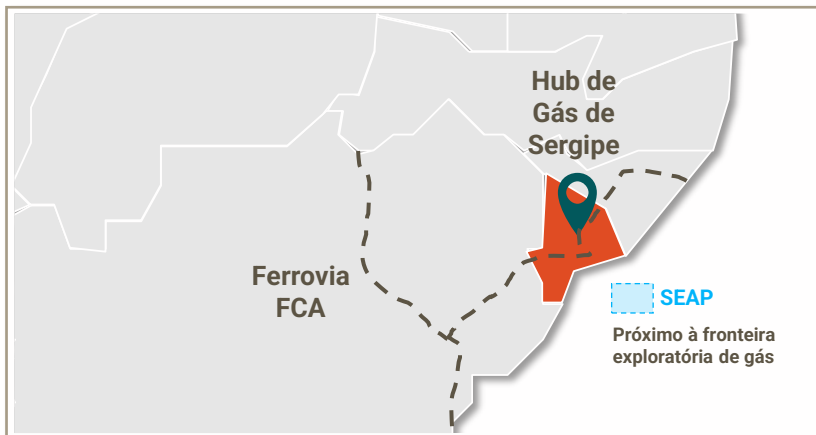 Hub de
Gás de
Sergipe
Ferrovia
FCA
SEAP
Próximo à fronteira
exploratória de gás